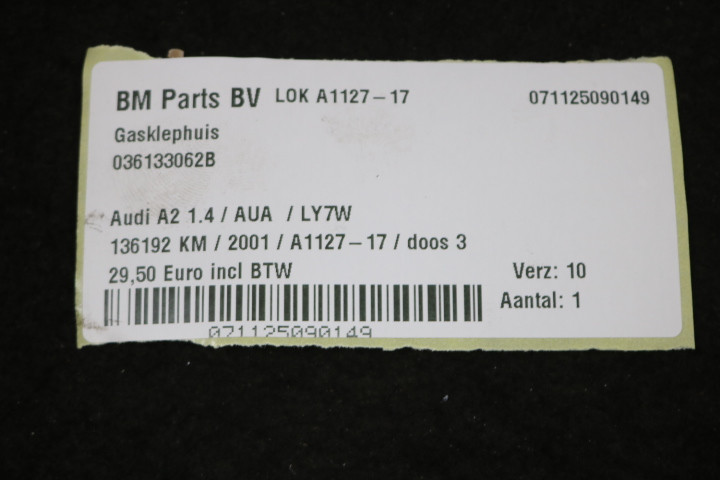 BM Parts BV LOK A1127-17 071125090149
Gasklephuis
036133062B
Audi A2 1.4 / AUA / LY7W
136192 KM / 2001 / A1127-17 / doos 3
29,50 Euro incl BTW Verz: 10
Aantal: 1
071125090149